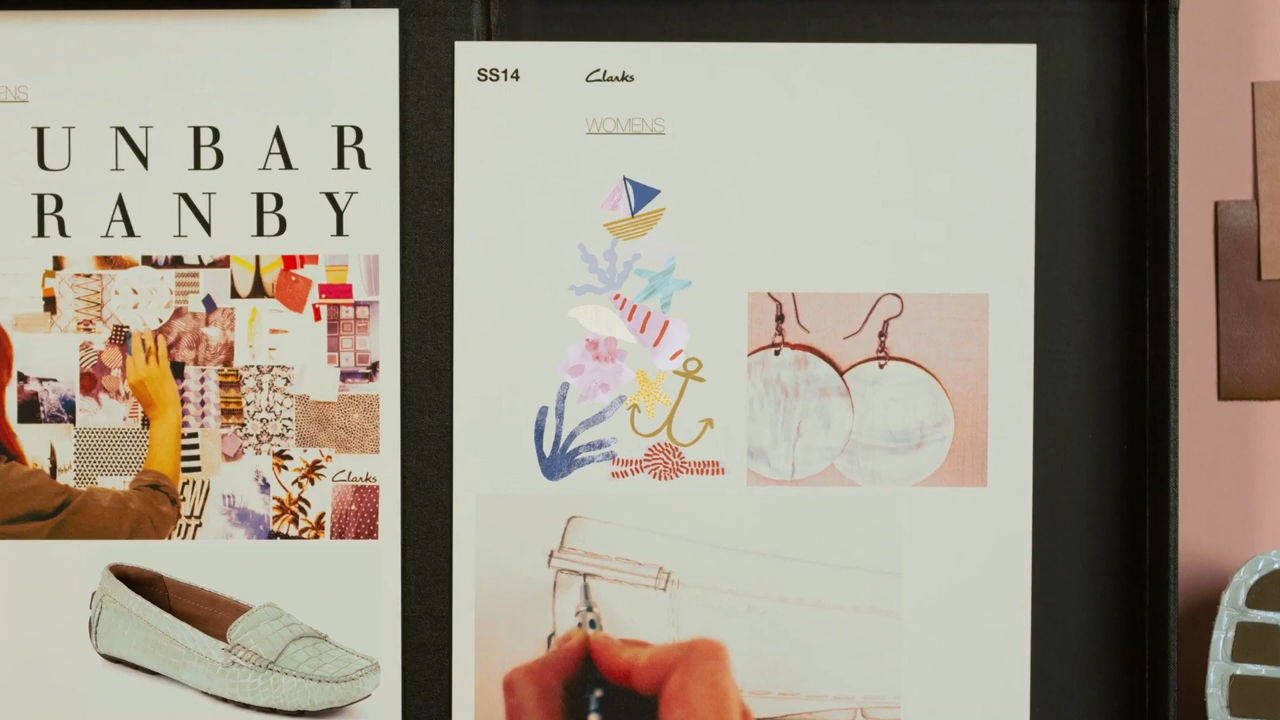 ENS
UNBAR
RANBY
Clarks
SS14
Clarks
WOMENS